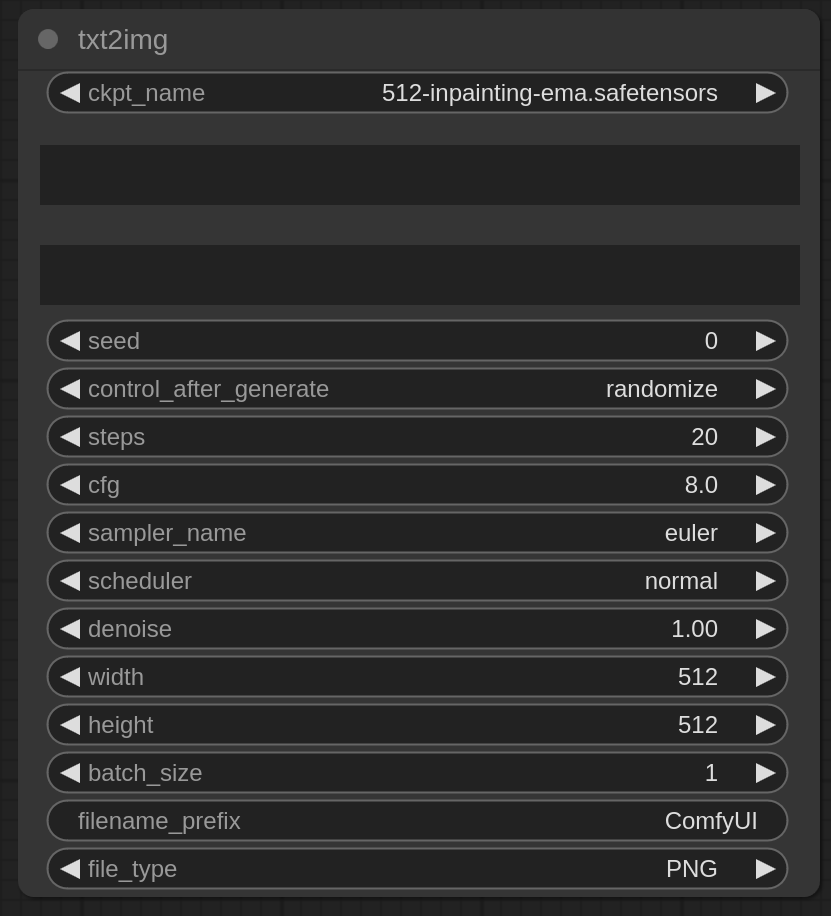 txt2img
ckpt_name 512-inpainting-ema.safetensors
seed 0
control_after_generate randomize
steps 20
cfg 8.0
sampler_name euler
scheduler normal
denoise 1.00
width 512
height 512
batch_size 1
filename_prefix ComfyUI
file_type PNG